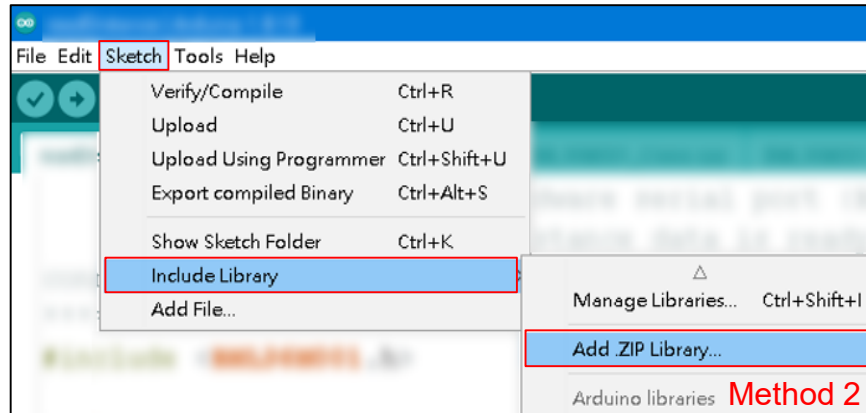 File Edit Sketch Tools Help
Verify/Compile Ctrl+R
Upload Ctrl+U
Upload Using Programmer Ctrl+Shift+U
Export compiled Binary Ctrl+Alt+S
Show Sketch Folder Ctrl+K
Include Library
Add File...
Manage Libraries... Ctrl+Shift+I
Add .ZIP Library...
Arduino libraries
Method 2